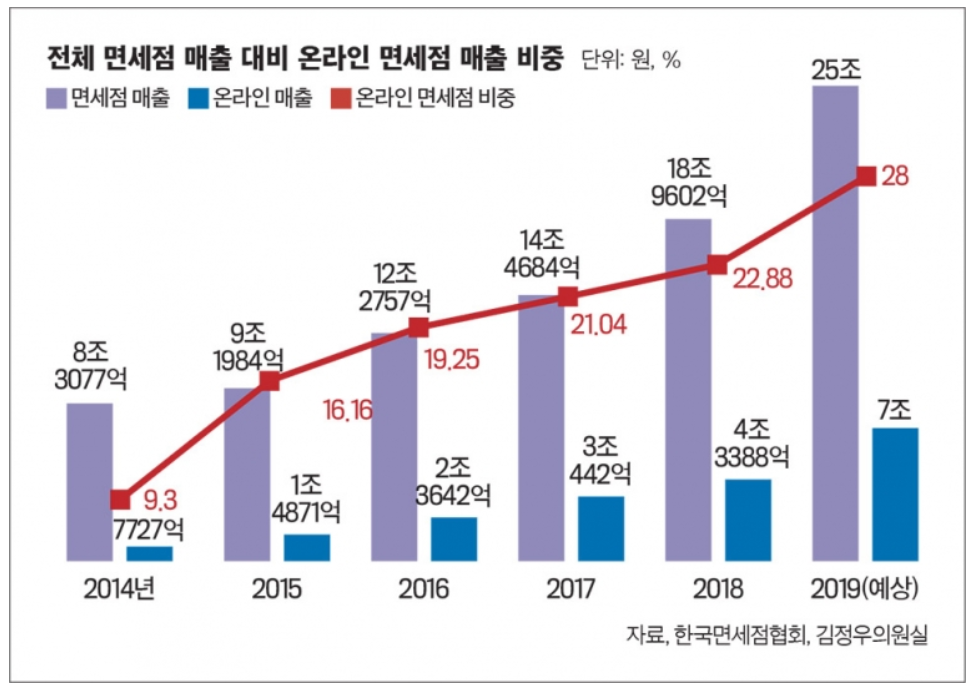 전체 면세점 매출 대비 온라인 면세점 매출 비중 단위: 원, %
면세점 매출 온라인 매출 온라인 면세점 비중
8조
3077억
9.3
7727억
9조
1984억
16.16
1조
4871억
12조
2757억
19.25
2조
3642억
14조
4684억
21.04
3조
442억
18조
9602억
22.88
4조
3388억
25조
28
7조
2014년 2015 2016 2017 2018 2019(예상)
자료, 한국면세점협회, 김정우의원실